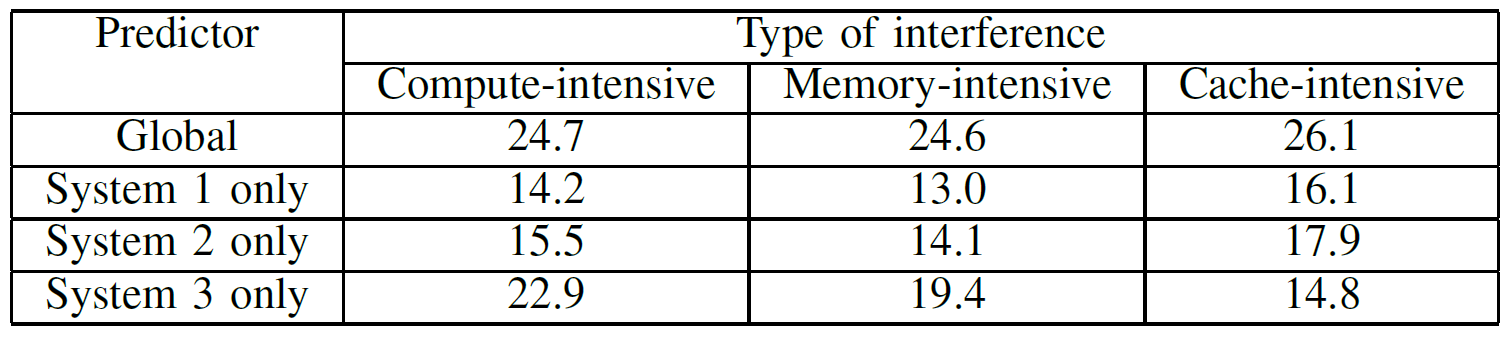 Predictor Type of interference
Compute-intensive Memory-intensive Cache-intensive
Global 24.7 24.6 26.1
System 1 only 14.2 13.0 16.1
System 2 only 15.5 14.1 17.9
System 3 only 22.9 19.4 14.8